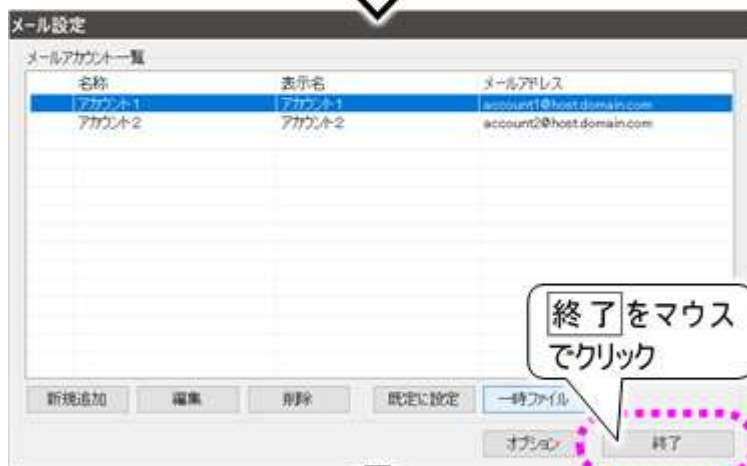 メール設定
メールアカウント一覧
名称 表示名 メールアドレス
アカウント1 アカウント1 account1@host.domain.com
アカウント2 アカウント2 account2@host.domain.com
終了をマウス
でクリック
新規追加 編集 削除 既定に設定 一時ファイル
オプション 終了